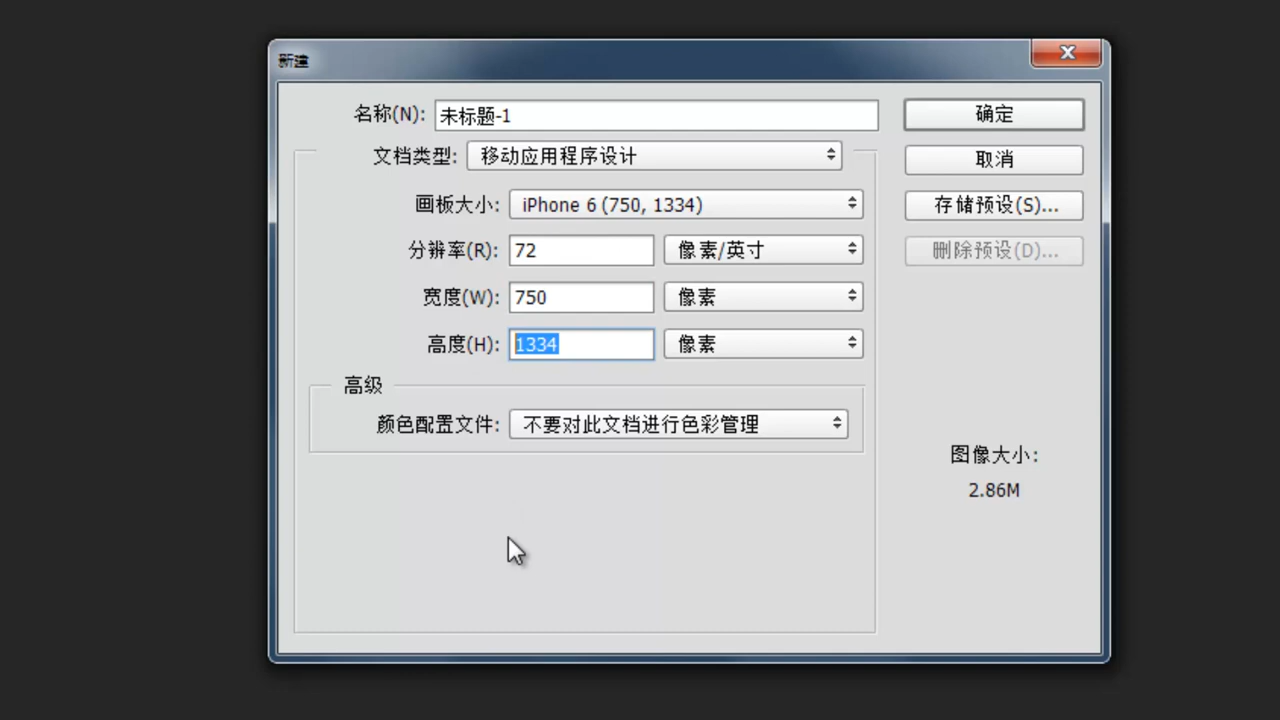 新建
名称(N): 未标题-1
确定
文档类型: 移动应用程序设计
取消
画板大小: iPhone 6 (750, 1334)
存储预设(S)...
分辨率(R): 72 像素/英寸
删除预设(D)...
宽度(W): 750 像素
高度(H): 1334 像素
高级
颜色配置文件: 不要对此文档进行色彩管理
图像大小:
2.86M